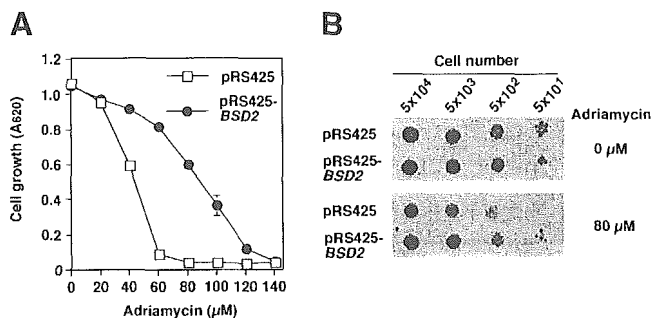 A
Cell growth (A620)
1.2
1.0
0.8
0.6
0.4
0.2
0
pRS425
pRS425-
BSD2
0 20 40 60 80 100 120 140
Adriamycin (µM)
B
Cell number
5x10⁴ 5x10³ 5x10² 5x10¹
Adriamycin
pRS425
pRS425-
BSD2
0 µM
pRS425
pRS425-
BSD2
80 µM